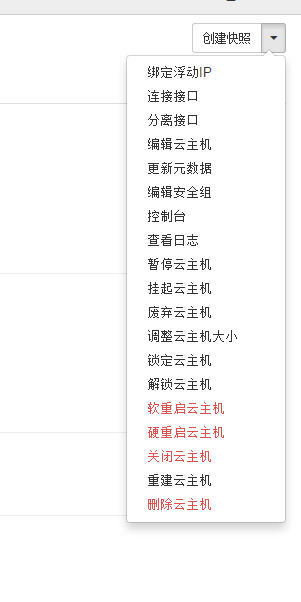 创建快照
绑定浮动IP
连接接口
分离接口
编辑云主机
更新元数据
编辑安全组
控制台
查看日志
暂停云主机
挂起云主机
废弃云主机
调整云主机大小
锁定云主机
解锁云主机
软重启云主机
硬重启云主机
关闭云主机
重建云主机
删除云主机